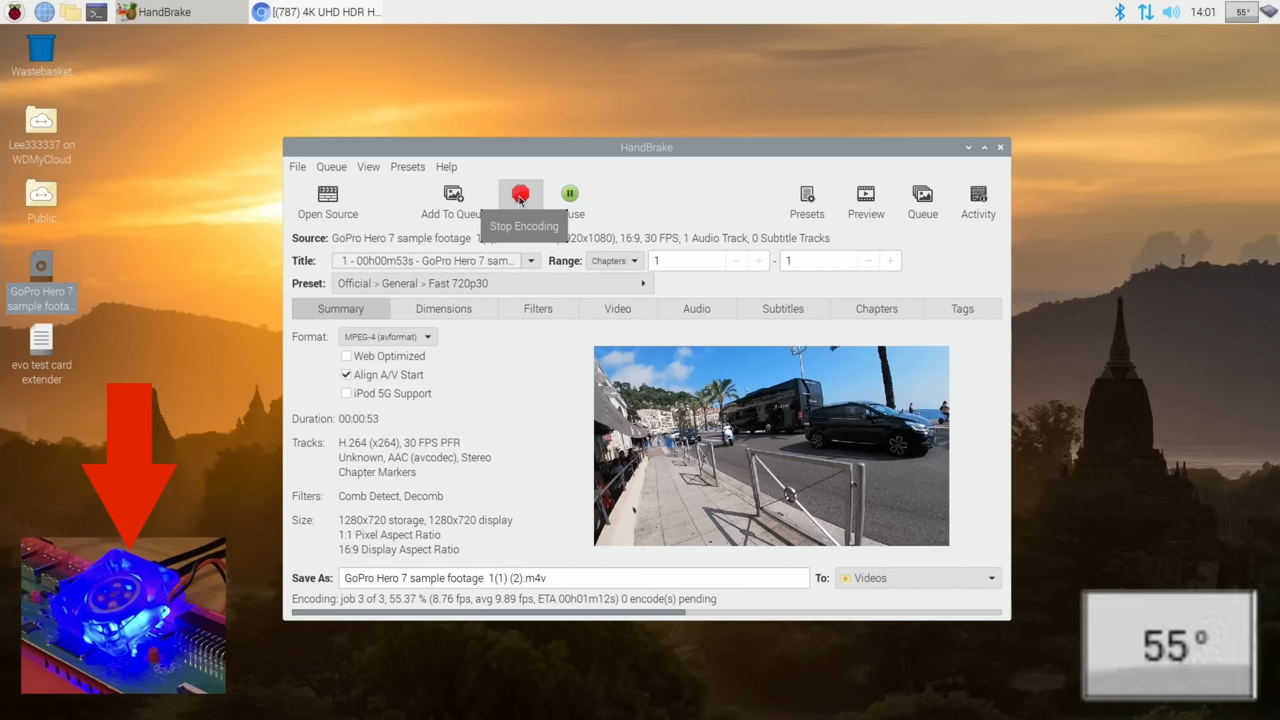 HandBrake
[(787) 4K UHD HDR H...
14:01
55°
Wastebasket
Lee333337 on
WDMyCloud
Public
GoPro Hero 7
sample foota...
evo test card
extender
HandBrake
File Queue View Presets Help
Open Source
Add To Queu
use
Presets
Preview
Queue
Activity
Stop Encoding
Source: GoPro Hero 7 sample footage 1( 920x1080), 16:9, 30 FPS, 1 Audio Track, 0 Subtitle Tracks
Title: 1 - 00h00m53s - GoPro Hero 7 sam... Range: Chapters: 1 - 1
Preset: Official > General > Fast 720p30
Summary Dimensions Filters Video Audio Subtitles Chapters Tags
Format: MPEG-4 (avformat)
Web Optimized
Align A/V Start
iPod 5G Support
Duration: 00:00:53
Tracks: H.264 (x264), 30 FPS PFR
Unknown, AAC (avcodec), Stereo
Chapter Markers
Filters: Comb Detect, Decomb
Size: 1280x720 storage, 1280x720 display
1:1 Pixel Aspect Ratio
16:9 Display Aspect Ratio
Save As: GoPro Hero 7 sample footage 1(1) (2).m4v To: Videos
Encoding: job 3 of 3, 55.37 % (8.76 fps, avg 9.89 fps, ETA 00h01m12s) 0 encode(s) pending
55°